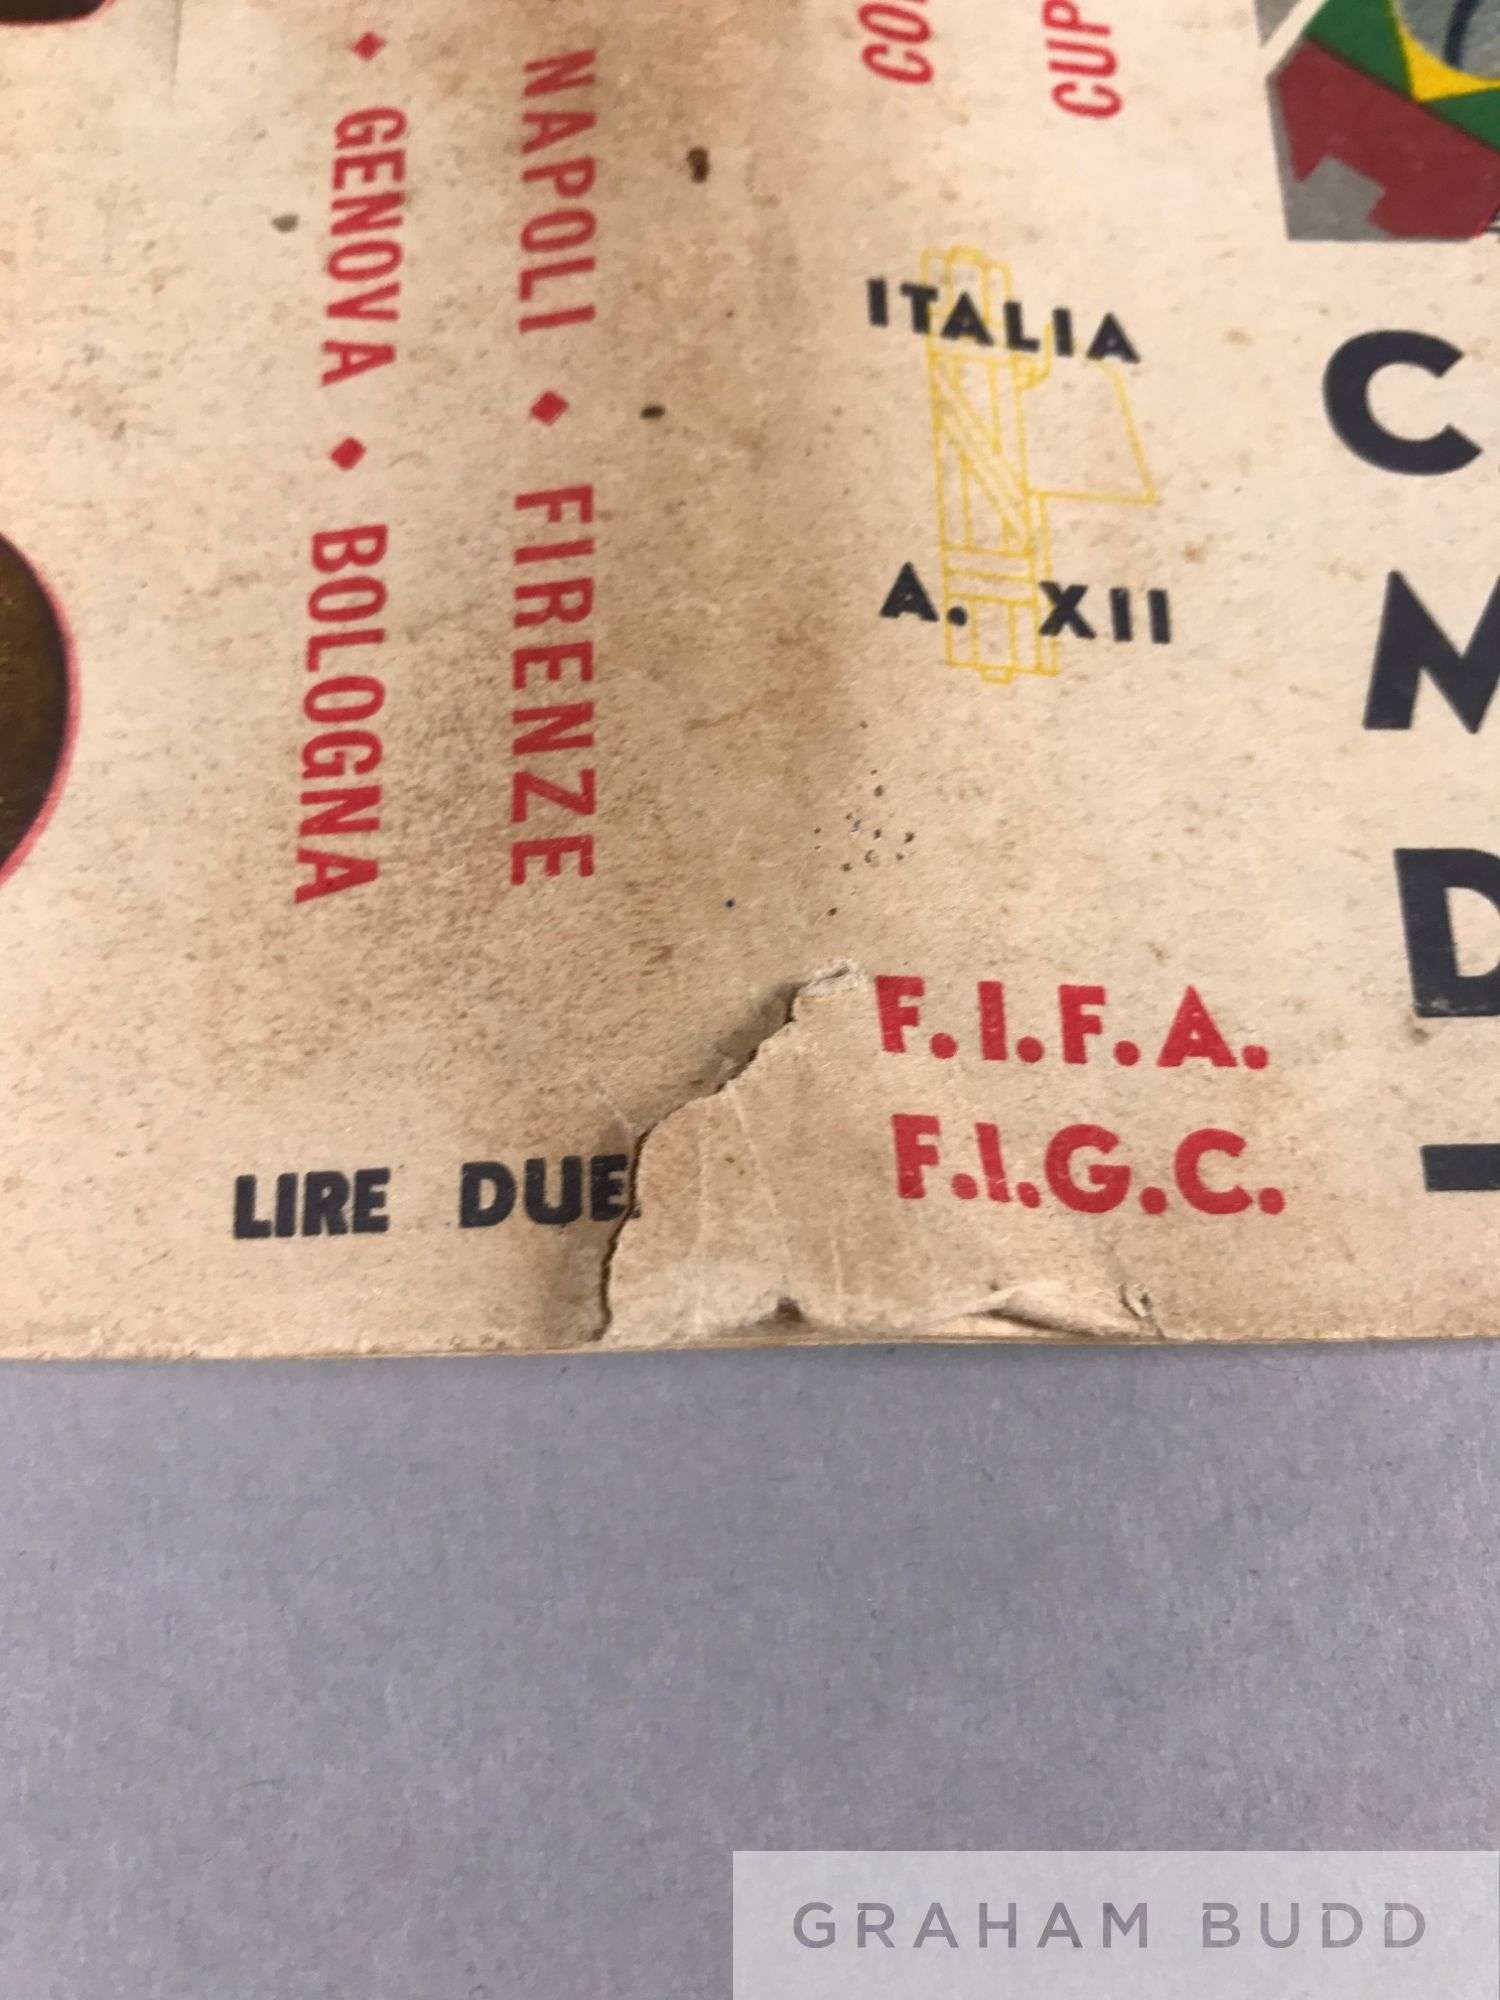 NAPOLI ♦ FIRENZE
♦ GENOVA ♦ BOLOGNA
ITALIA
A. XII
C
M
D
F.I.F.A.
F.I.G.C.
LIRE DUE
GRAHAM BUDD